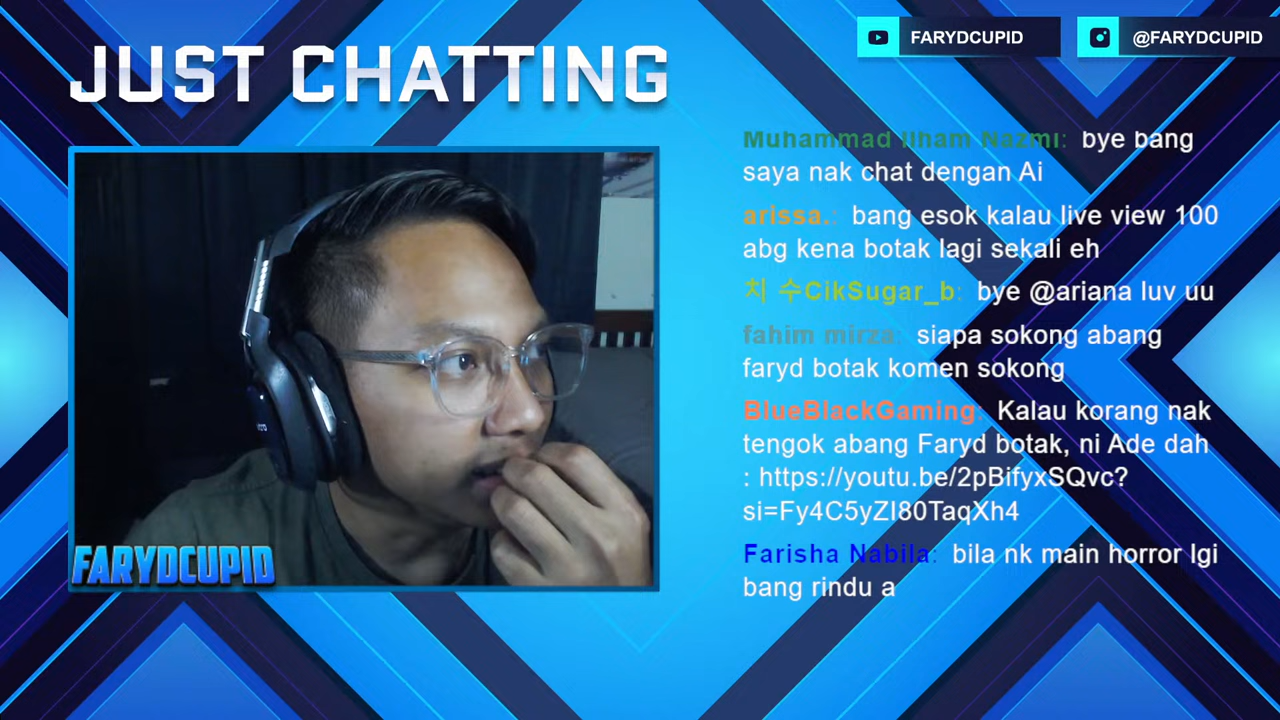 JUST CHATTING
FARYDCUPID
@FARYDCUPID
Muhammad Ilham Nazmi: bye bang
saya nak chat dengan Ai
arissa.: bang esok kalau live view 100
abg kena botak lagi sekali eh
치 수CikSugar_b: bye @ariana luv uu
fahim mirza: siapa sokong abang
faryd botak komen sokong
BlueBlackGaming: Kalau korang nak
tengok abang Faryd botak, ni Ade dah
: https://youtu.be/2pBifyxSQvc?
si=Fy4C5yZI80TaqXh4
Farisha Nabila: bila nk main horror lgi
bang rindu a
FARYDCUPID